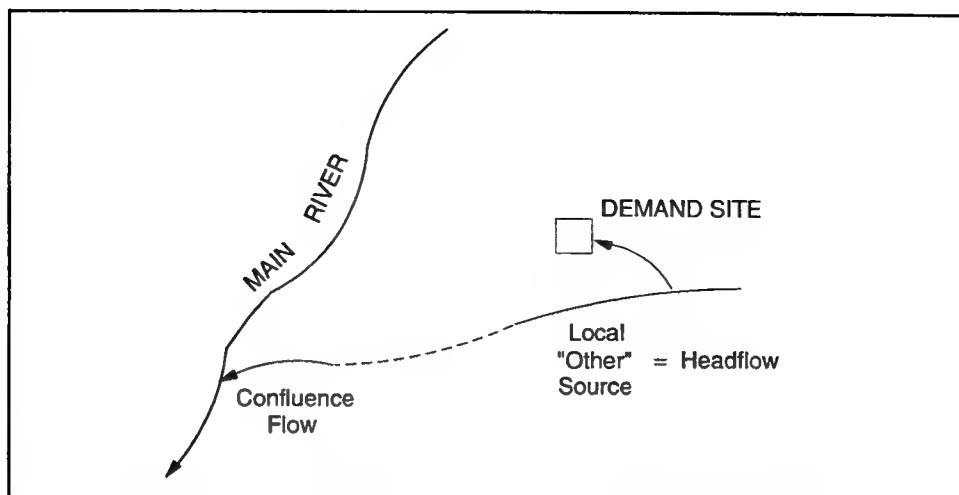 MAIN RIVER
DEMAND SITE
Local
"Other" = Headflow
Source
Confluence
Flow